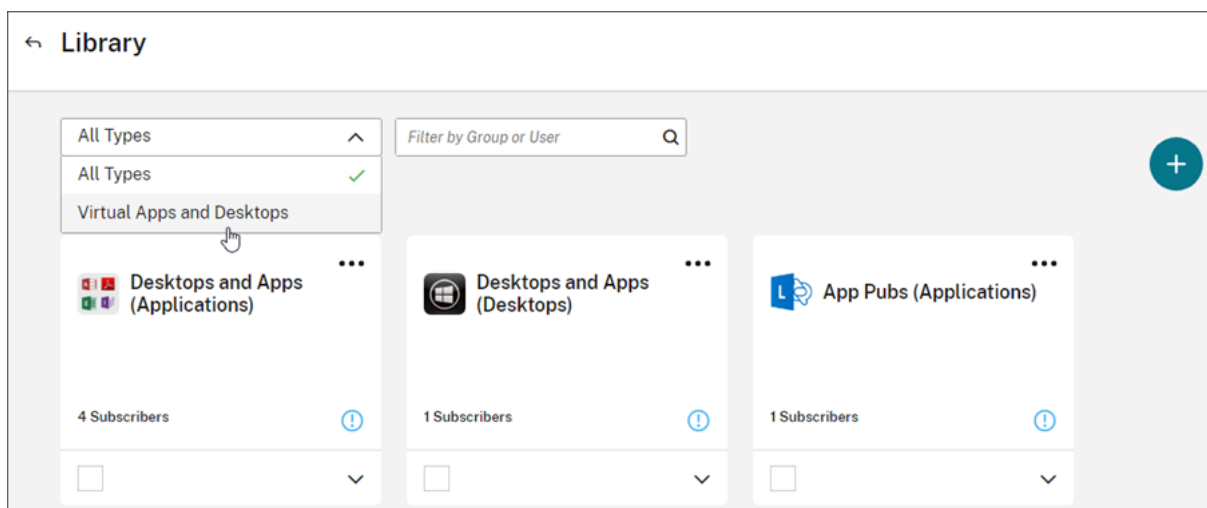 Library
All Types
Filter by Group or User
All Types
Virtual Apps and Desktops
Desktops and Apps
(Applications)
4 Subscribers
Desktops and Apps
(Desktops)
1 Subscribers
L
App Pubs (Applications)
1 Subscribers